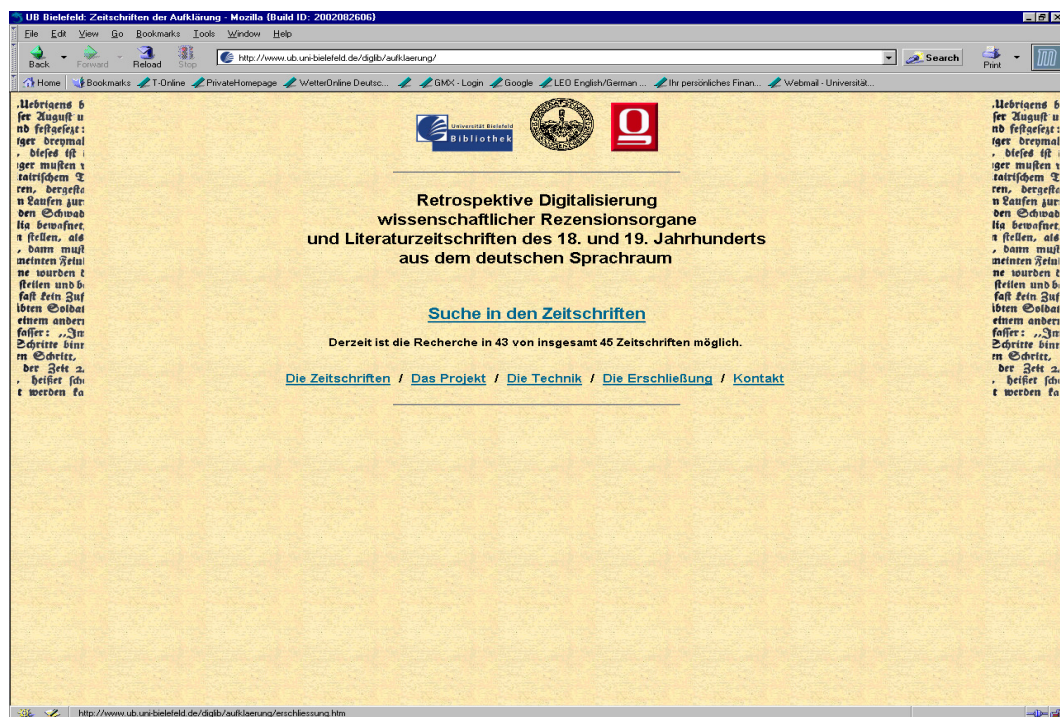 UB Bielefeld: Zeitschriften der Aufklärung - Mozilla {Build ID: 2002082606}
File Edit View Go Bookmarks Tools Window Help
Back Forward Reload Stop http://www.ub.uni-bielefeld.de/diglib/aufklaerung/ Search Print
Home Bookmarks T-Online PrivateHomepage WetterOnline Deutsc... GMX - Login Google LEO English/German ... Ihr persönliches Finan... Webmail - Universität...
Universität Bielefeld
Bibliothek
Retrospektive Digitalisierung
wissenschaftlicher Rezensionsorgane
und Literaturzeitschriften des 18. und 19. Jahrhunderts
aus dem deutschen Sprachraum
Suche in den Zeitschriften
Derzeit ist die Recherche in 43 von insgesamt 45 Zeitschriften möglich.
Die Zeitschriften / Das Projekt / Die Technik / Die Erschließung / Kontakt
http://www.ub.uni-bielefeld.de/diglib/aufklaerung/erschliessung.htm